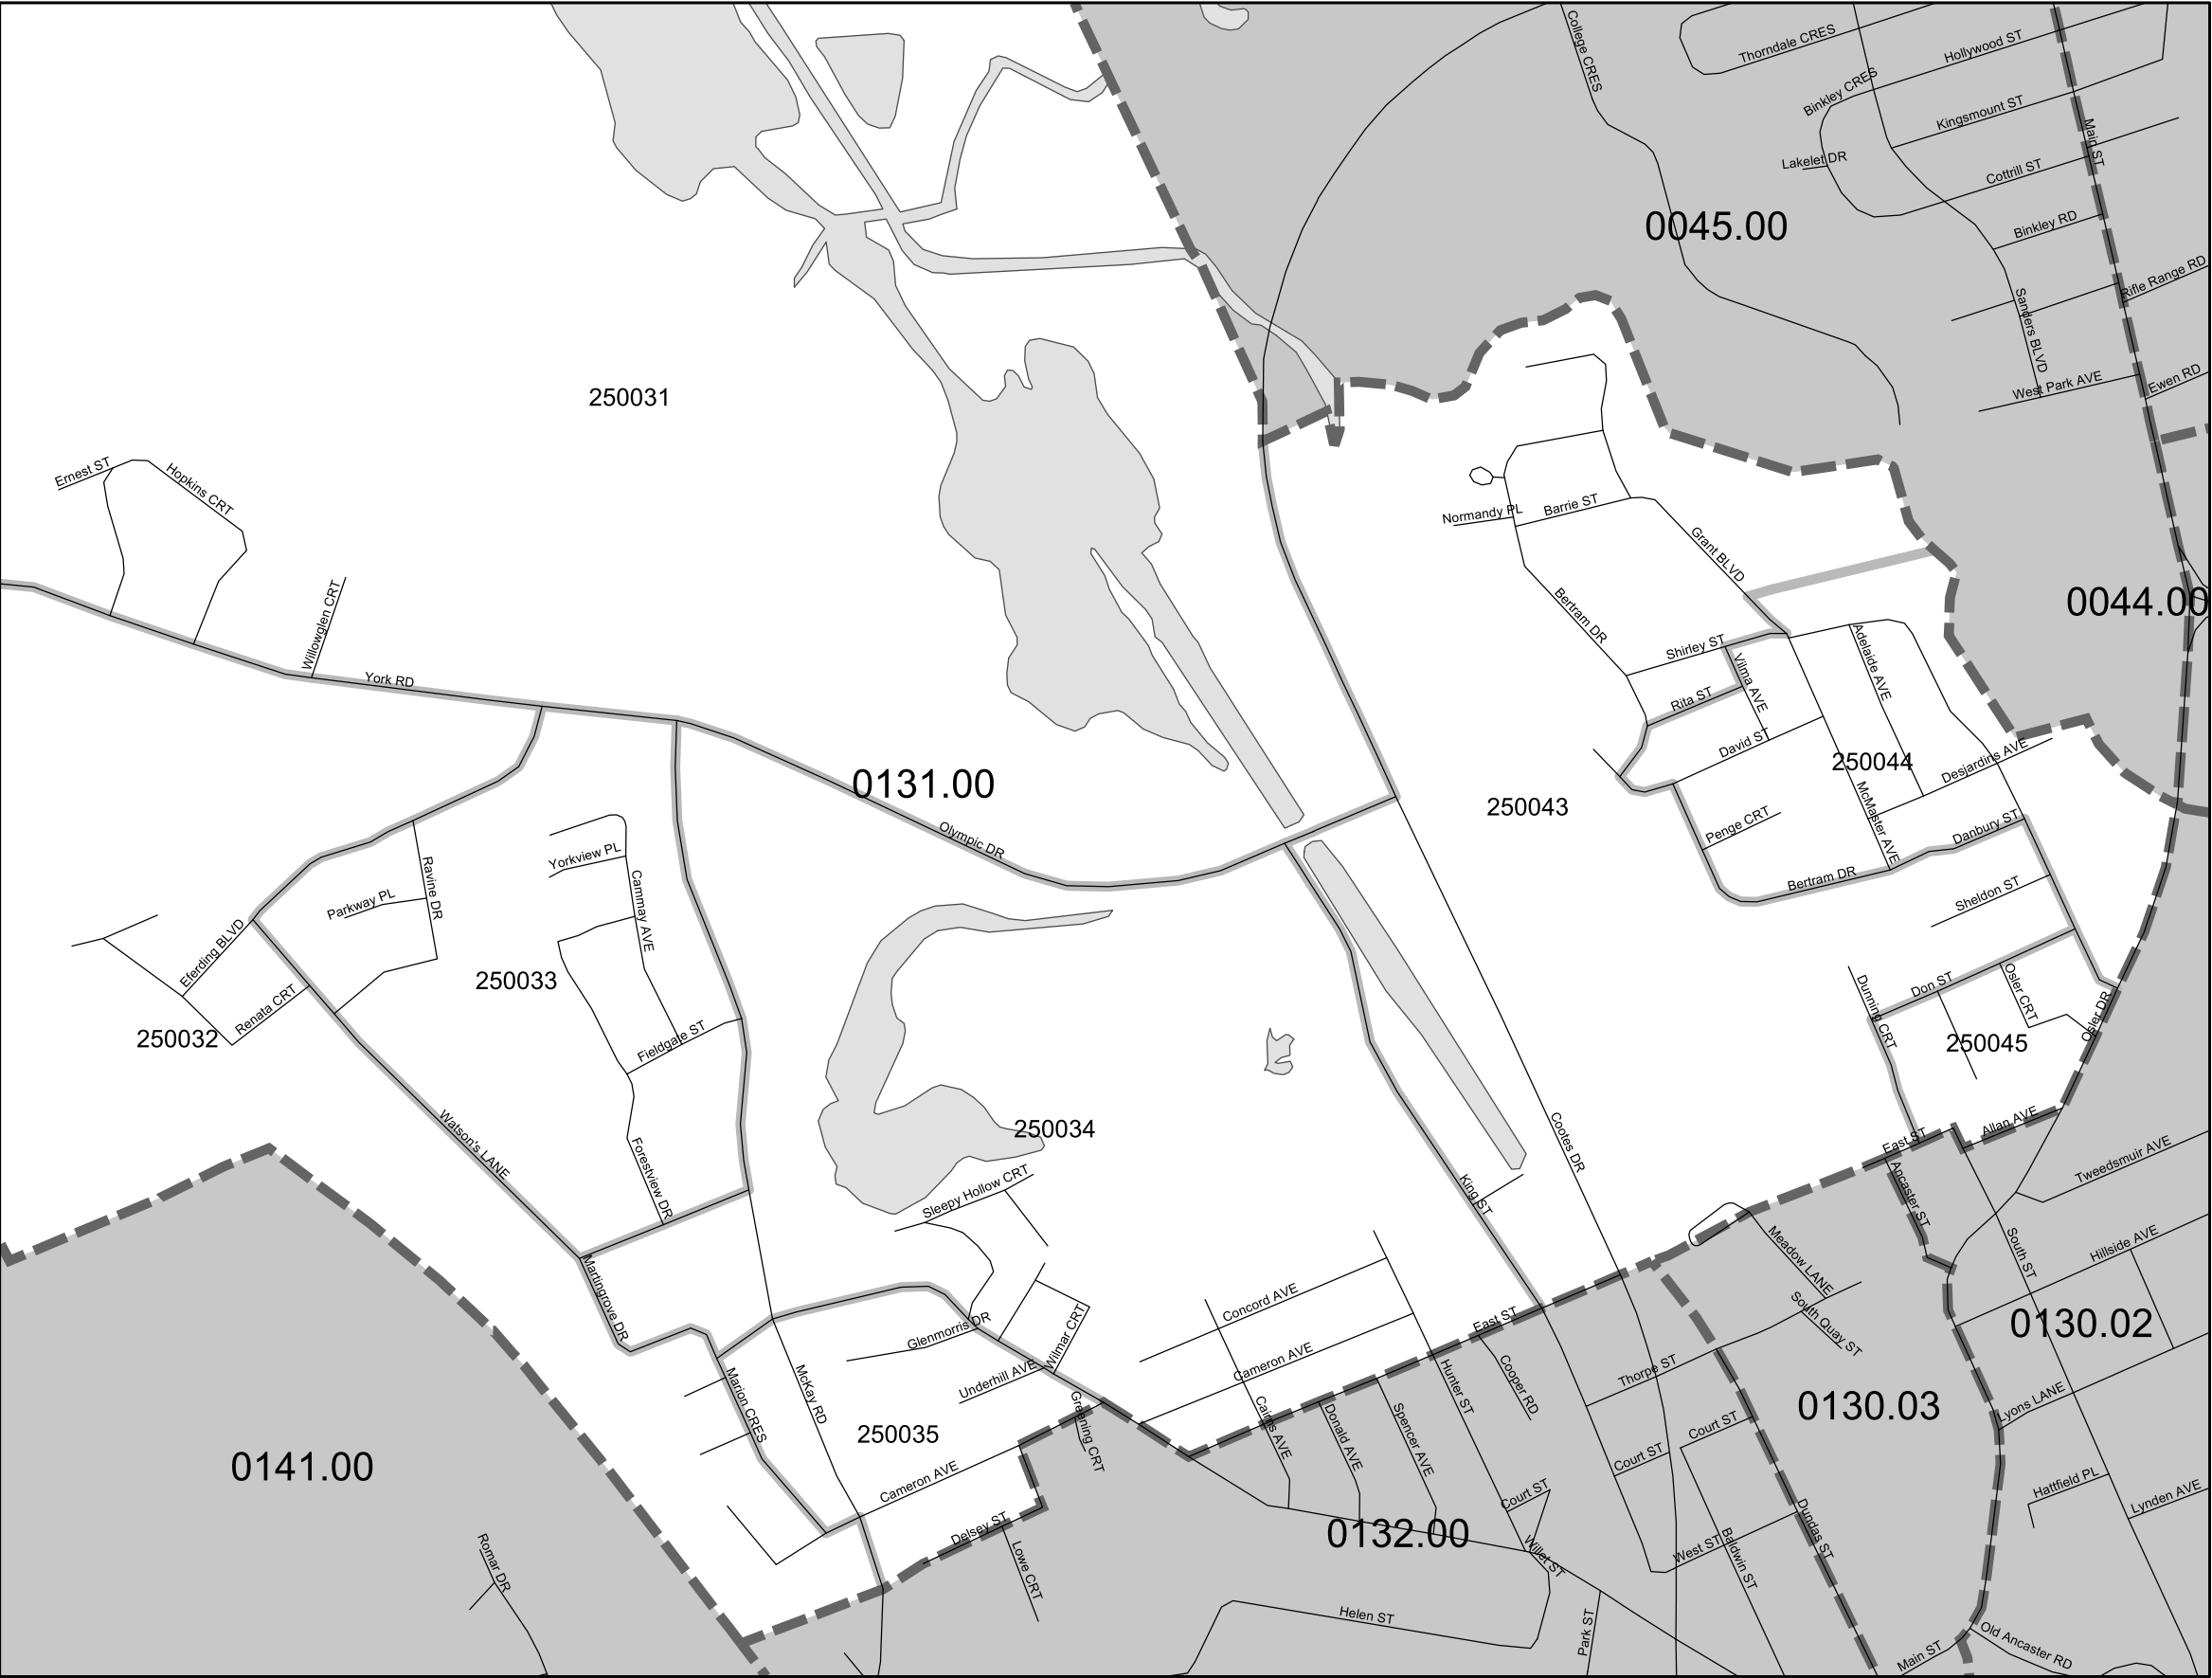 College CRES
Thorndale CRES
Hollywood ST
Binkley CRES
Kingsmount ST
Main ST
Lakelet DR
Cottrill ST
0045.00
Binkley RD
Rifle Range RD
Sanders BLVD
West Park AVE
Ewen RD
250031
Ernest ST
Hopkins CRT
Normandy PL
Barrie ST
Grant BLVD
Willowglen CRT
Bertram DR
0044.00
York RD
Shirley ST
Vilma AVE
Adelaide AVE
Rita ST
David ST
250044
Desjardins AVE
0131.00
250043
Olympic DR
Penge CRT
McMaster AVE
Danbury ST
Bertram DR
Sheldon ST
Yorkview PL
Ravine DR
Cammay AVE
Parkway PL
Eferding BLVD
250033
Renata CRT
250032
Fieldgate ST
Don ST
Osler CRT
Dunning CRT
Osler DR
250045
250034
Watson's LANE
Cootes DR
East ST
Allan AVE
Forestview DR
Sleepy Hollow CRT
King ST
Ancaster ST
Tweedsmuir AVE
South ST
Hillside AVE
Meadow LANE
Martingrove DR
Concord AVE
South Quay ST
0130.02
Glenmorris DR
Wilmar CRT
East ST
Cameron AVE
Underhill AVE
Thorpe ST
Hunter ST
Cooper RD
Marion CRES
McKay RD
Greening CRT
0130.03
Lyons LANE
250035
Cairns AVE
Donald AVE
Spencer AVE
Court ST
Court ST
0141.00
Cameron AVE
Court ST
Hatfield PL
Lynden AVE
Delsey ST
0132.00
Willet ST
West ST
Baldwin ST
Dundas ST
Romar DR
Lowe CRT
Helen ST
Park ST
Main ST
Old Ancaster RD